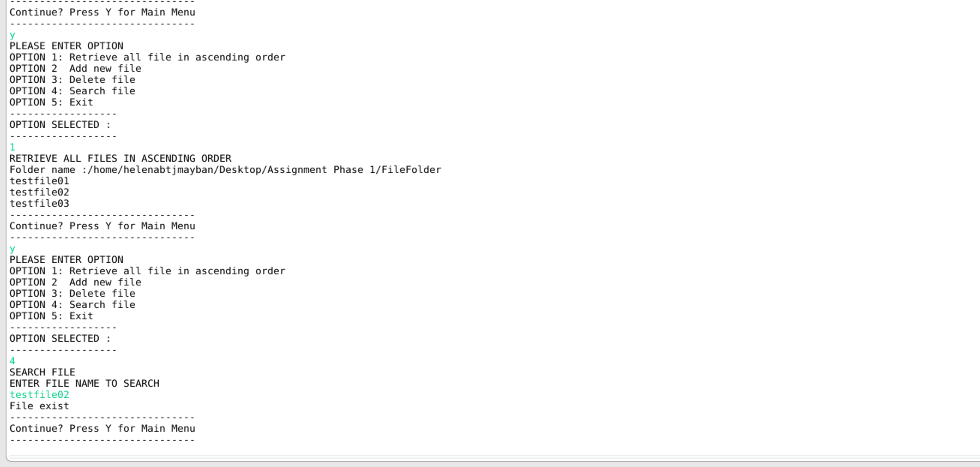 -------------------------------
Continue? Press Y for Main Menu
-------------------------------
y
PLEASE ENTER OPTION
OPTION 1: Retrieve all file in ascending order
OPTION 2  Add new file
OPTION 3: Delete file
OPTION 4: Search file
OPTION 5: Exit
------------------
OPTION SELECTED :
------------------
1
RETRIEVE ALL FILES IN ASCENDING ORDER
Folder name :/home/helenabtjmayban/Desktop/Assignment Phase 1/FileFolder
testfile01
testfile02
testfile03
-------------------------------
Continue? Press Y for Main Menu
-------------------------------
y
PLEASE ENTER OPTION
OPTION 1: Retrieve all file in ascending order
OPTION 2  Add new file
OPTION 3: Delete file
OPTION 4: Search file
OPTION 5: Exit
------------------
OPTION SELECTED :
------------------
4
SEARCH FILE
ENTER FILE NAME TO SEARCH
testfile02
File exist
-------------------------------
Continue? Press Y for Main Menu
-------------------------------